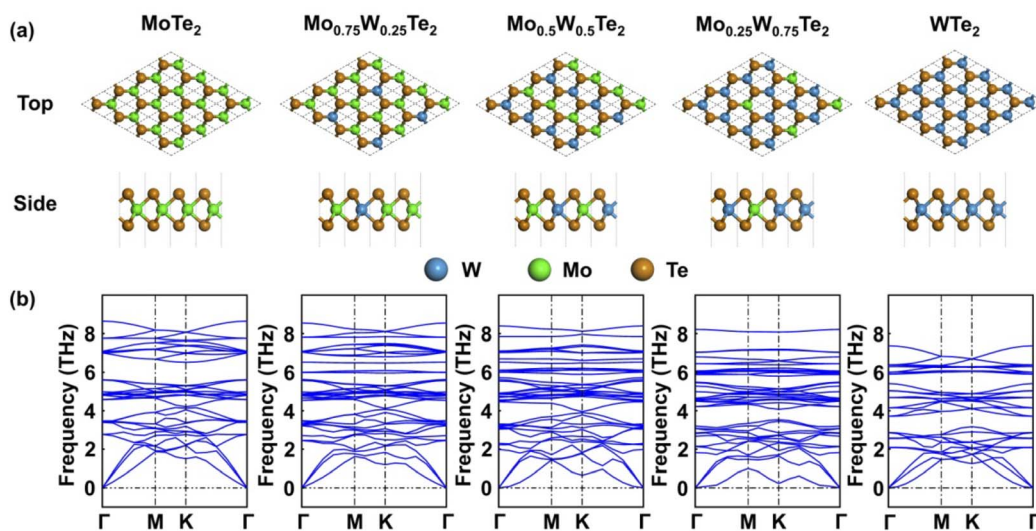 (a)
MoTe₂ Mo₀.₇₅W₀.₂₅Te₂ Mo₀.₅W₀.₅Te₂ Mo₀.₂₅W₀.₇₅Te₂ WTe₂
Top
Side
W Mo Te
(b)
Frequency (THz) Frequency (THz) Frequency (THz) Frequency (THz) Frequency (THz)
8 8 8 8 8
6 6 6 6 6
4 4 4 4 4
2 2 2 2 2
0 0 0 0 0
Γ M K Γ Γ M K Γ Γ M K Γ Γ M K Γ Γ M K Γ